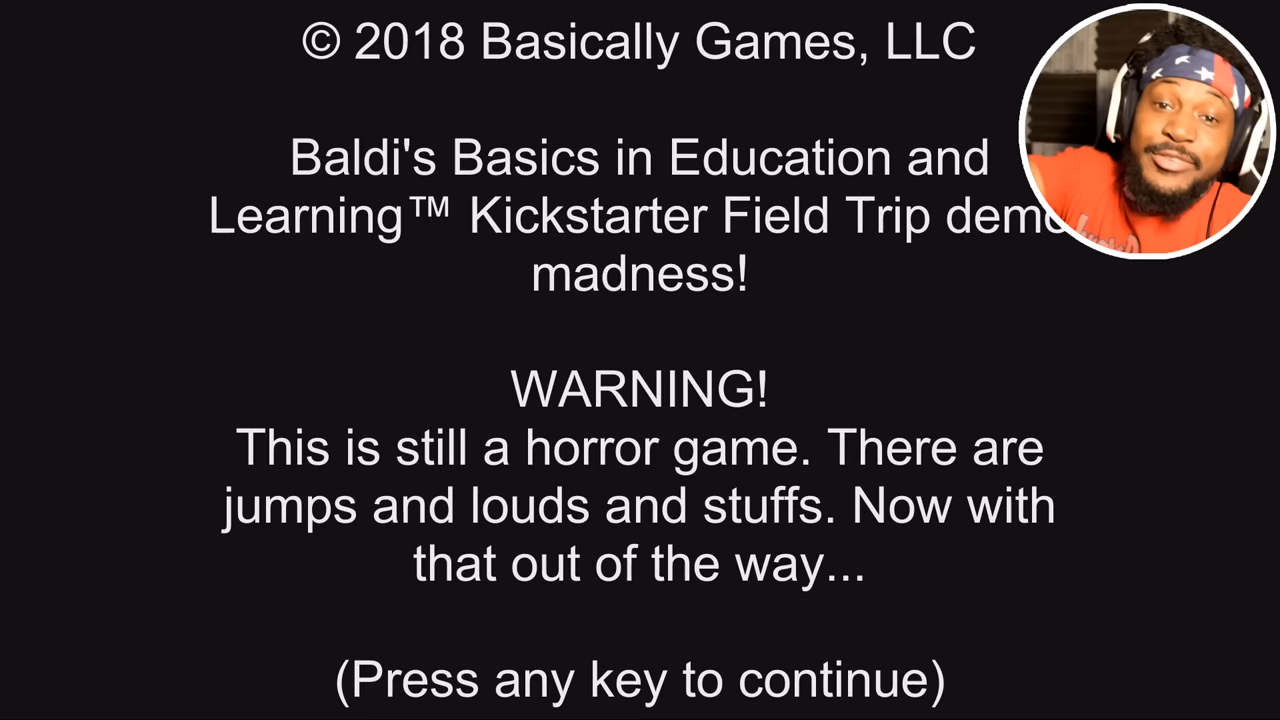 © 2018 Basically Games, LLC
Baldi's Basics in Education and
Learning™ Kickstarter Field Trip demo
madness!
WARNING!
This is still a horror game. There are
jumps and louds and stuffs. Now with
that out of the way...
(Press any key to continue)